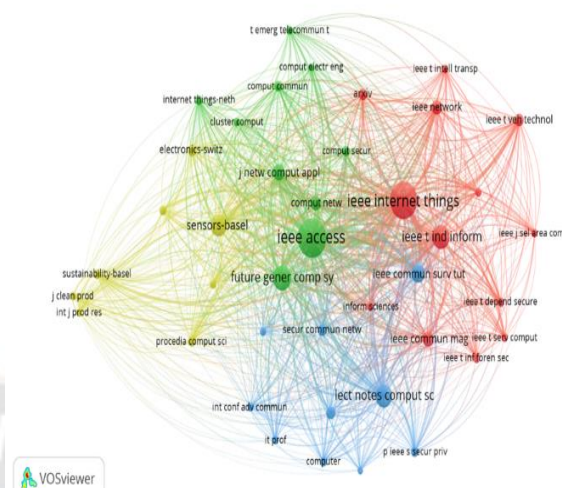 t emerg telecommun t
comput electr eng
ieee t intell transp
comput commun
arxiv
internet things-neth
ieee network
cluster comput
ieee t veh technol
electronics-switz
comput secur
j netw comput appl
comput netw
ieee internet things
sensors-basel
ieee access
ieee t ind inform
ieee j sel area com
sustainability-basel
future gener comp sy
ieee commun surv tut
j clean prod
int j prod res
inform sciences
ieee t depend secure
secur commun netw
procedia comput sci
ieee commun mag
ieee t serv comput
ieee t inf foren sec
lect notes comput sc
int conf adv commun
it prof
p ieee s secur priv
computer
VOSviewer